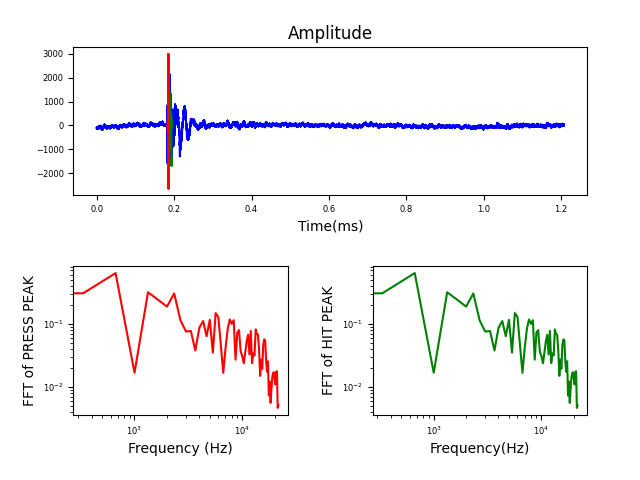 Amplitude
3000
2000
1000
0
−1000
−2000
0.0 0.2 0.4 0.6 0.8 1.0 1.2
Time(ms)
FFT of PRESS PEAK
10⁻¹
10⁻²
10³ 10⁴
Frequency (Hz)
FFT of HIT PEAK
10⁻¹
10⁻²
10³ 10⁴
Frequency(Hz)